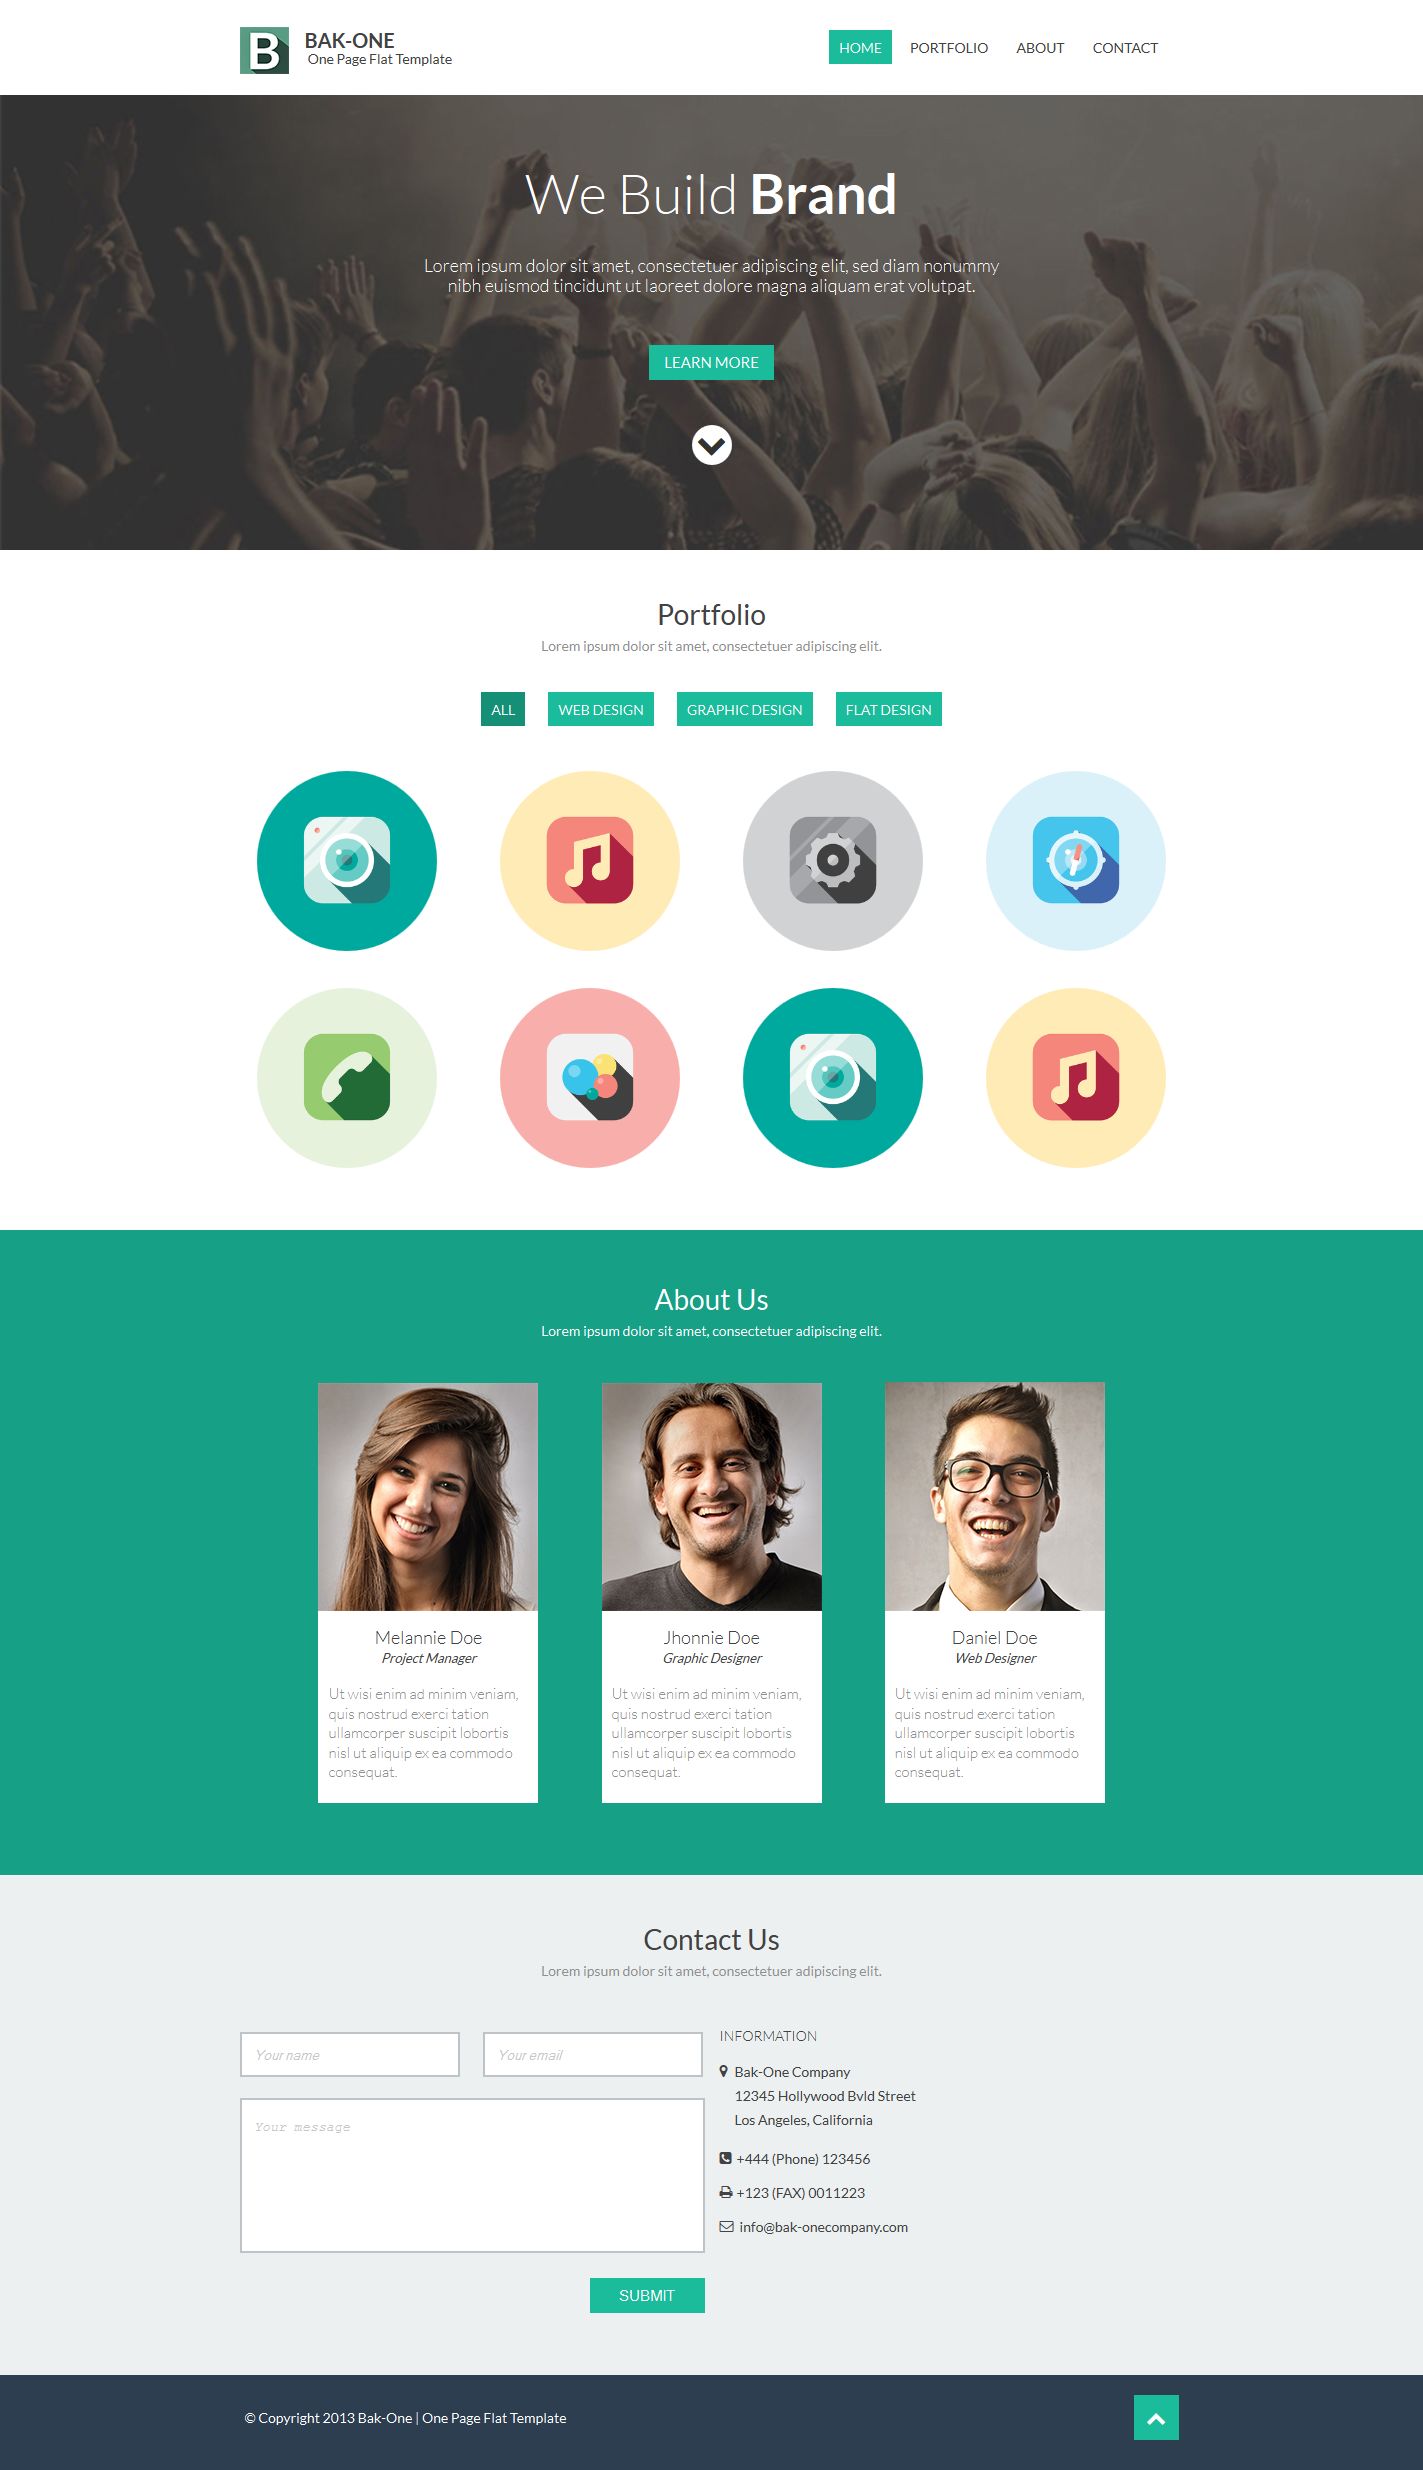 B
BAK-ONE
One Page Flat Template
HOME PORTFOLIO ABOUT CONTACT
We Build Brand
Lorem ipsum dolor sit amet, consectetuer adipiscing elit, sed diam nonummy
nibh euismod tincidunt ut laoreet dolore magna aliquam erat volutpat.
LEARN MORE
Portfolio
Lorem ipsum dolor sit amet, consectetuer adipiscing elit.
ALL WEB DESIGN GRAPHIC DESIGN FLAT DESIGN
About Us
Lorem ipsum dolor sit amet, consectetuer adipiscing elit.
Melannie Doe
Project Manager
Ut wisi enim ad minim veniam,
quis nostrud exerci tation
ullamcorper suscipit lobortis
nisl ut aliquip ex ea commodo
consequat.
Jhonnie Doe
Graphic Designer
Ut wisi enim ad minim veniam,
quis nostrud exerci tation
ullamcorper suscipit lobortis
nisl ut aliquip ex ea commodo
consequat.
Daniel Doe
Web Designer
Ut wisi enim ad minim veniam,
quis nostrud exerci tation
ullamcorper suscipit lobortis
nisl ut aliquip ex ea commodo
consequat.
Contact Us
Lorem ipsum dolor sit amet, consectetuer adipiscing elit.
Your name
Your email
Your message
SUBMIT
INFORMATION
Bak-One Company
12345 Hollywood Bvld Street
Los Angeles, California
+444 (Phone) 123456
+123 (FAX) 0011223
info@bak-onecompany.com
© Copyright 2013 Bak-One | One Page Flat Template